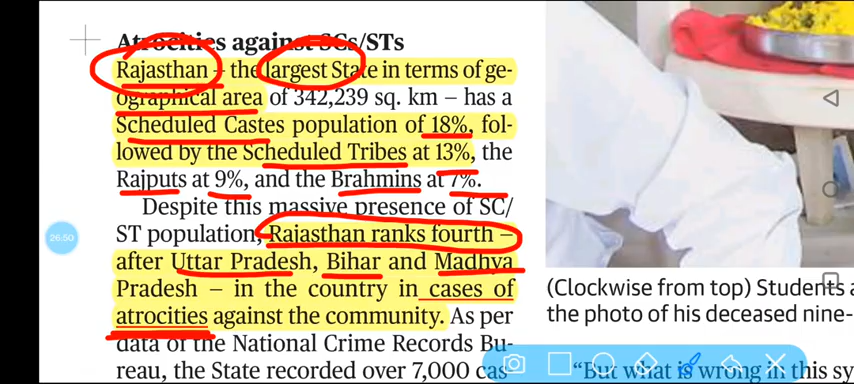 Atrocities against SCs/STs
Rajasthan – the largest State in terms of ge-
ographical area of 342,239 sq. km – has a
Scheduled Castes population of 18%, fol-
lowed by the Scheduled Tribes at 13%, the
Rajputs at 9%, and the Brahmins at 7%.
Despite this massive presence of SC/
ST population, Rajasthan ranks fourth –
after Uttar Pradesh, Bihar and Madhya
Pradesh – in the country in cases of
atrocities against the community. As per
data of the National Crime Records Bu-
reau, the State recorded over 7,000 cas
26:50
(Clockwise from top) Students a
the photo of his deceased nine-
"But what is wrong in this sy